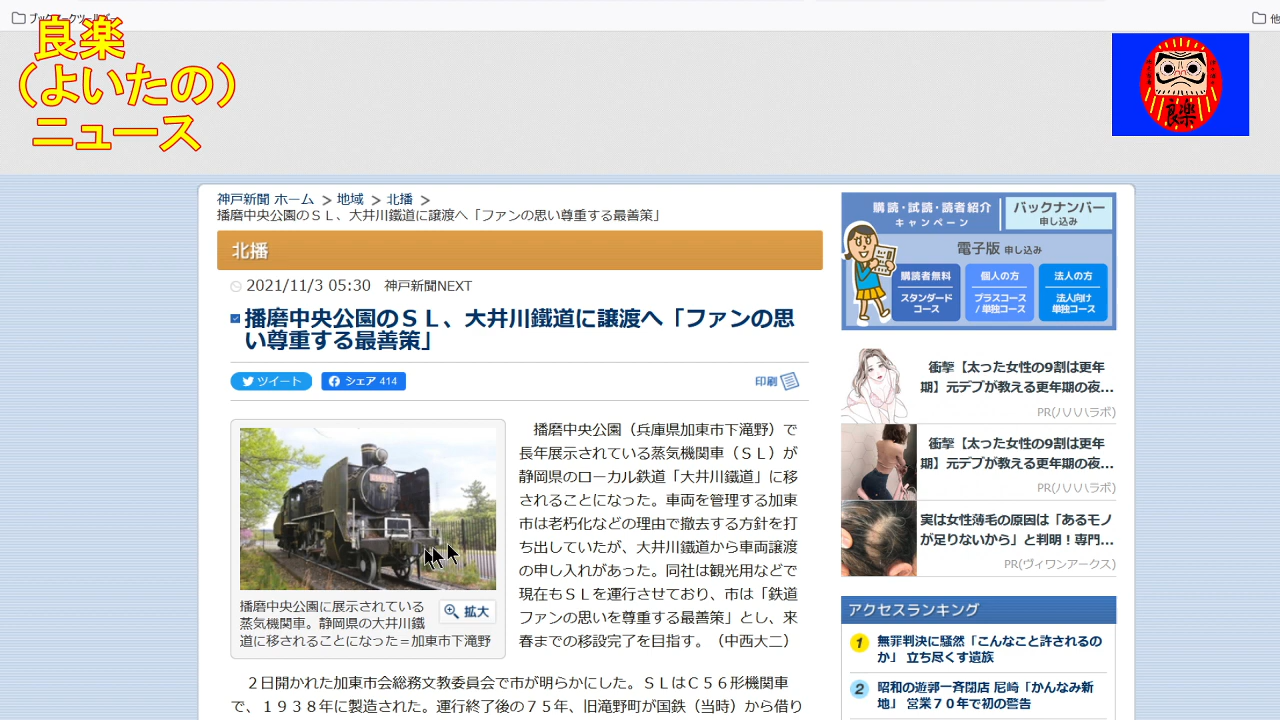 良楽
（よいたの）
ニュース
他
良楽
神戸新聞 ホーム ＞ 地域 ＞ 北播 ＞
播磨中央公園のＳＬ、大井川鐵道に譲渡へ「ファンの思い尊重する最善策」
北播
2021/11/3 05:30 神戸新聞NEXT
播磨中央公園のＳＬ、大井川鐵道に譲渡へ「ファンの思
い尊重する最善策」
ツイート シェア 414 印刷
播磨中央公園（兵庫県加東市下滝野）で
長年展示されている蒸気機関車（ＳＬ）が
静岡県のローカル鉄道「大井川鐵道」に移
されることになった。車両を管理する加東
市は老朽化などの理由で撤去する方針を打
ち出していたが、大井川鐵道から車両譲渡
の申し入れがあった。同社は観光用などで
現在もＳＬを運行させており、市は「鉄道
ファンの思いを尊重する最善策」とし、来
春までの移設完了を目指す。（中西大二）
播磨中央公園に展示されている
蒸気機関車。静岡県の大井川鐵
道に移されることになった＝加東市下滝野
拡大
２日開かれた加東市会総務文教委員会で市が明らかにした。ＳＬはＣ５６形機関車
で、１９３８年に製造された。運行終了後の７５年、旧滝野町が国鉄（当時）から借り
購読・試読・読者紹介
キャンペーン
バックナンバー
申し込み
電子版 申し込み
購読者無料
スタンダード
コース
個人の方
プラスコース
/ 単独コース
法人の方
法人向け
単独コース
衝撃【太った女性の9割は更年
期】元デブが教える更年期の夜...
PR(ハハハラボ)
衝撃【太った女性の9割は更年
期】元デブが教える更年期の夜...
PR(ハハハラボ)
実は女性薄毛の原因は「あるモノ
が足りないから」と判明！専門...
PR(ヴィワンアークス)
アクセスランキング
1 無罪判決に騒然「こんなこと許されるの
か」 立ち尽くす遺族
2 昭和の遊郭一斉閉店 尼崎「かんなみ新
地」 営業７０年で初の警告